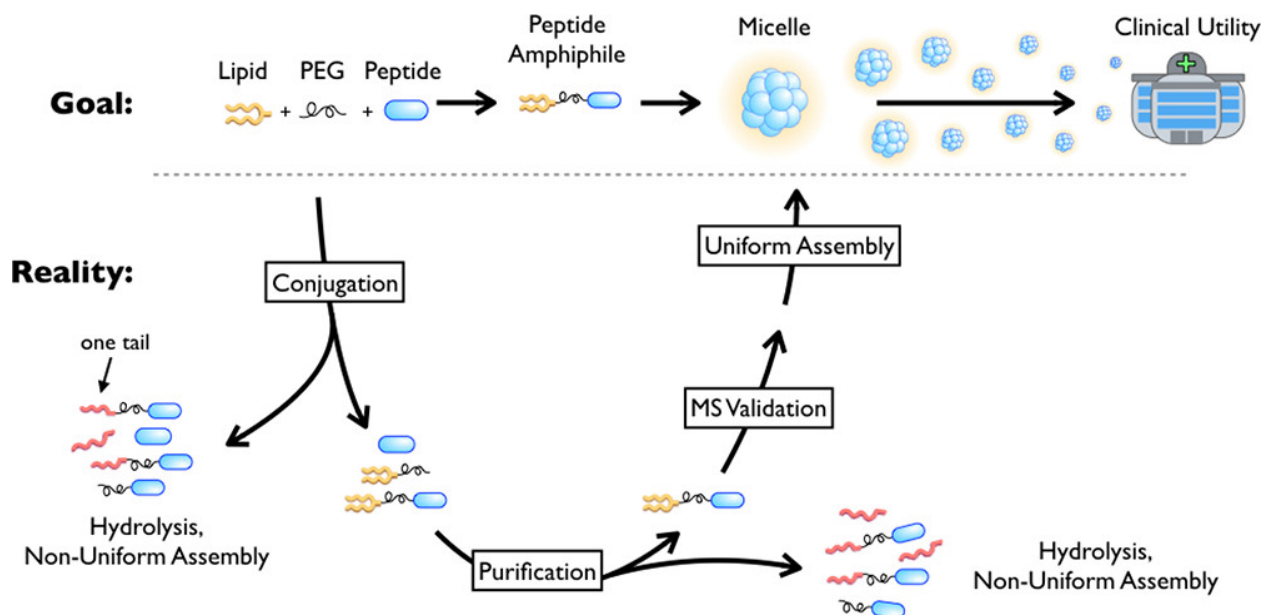 Goal:
Lipid + PEG + Peptide
Peptide
Amphiphile
Micelle
Clinical Utility
Reality:
Conjugation
one tail
Hydrolysis,
Non-Uniform Assembly
Purification
MS Validation
Uniform Assembly
Hydrolysis,
Non-Uniform Assembly